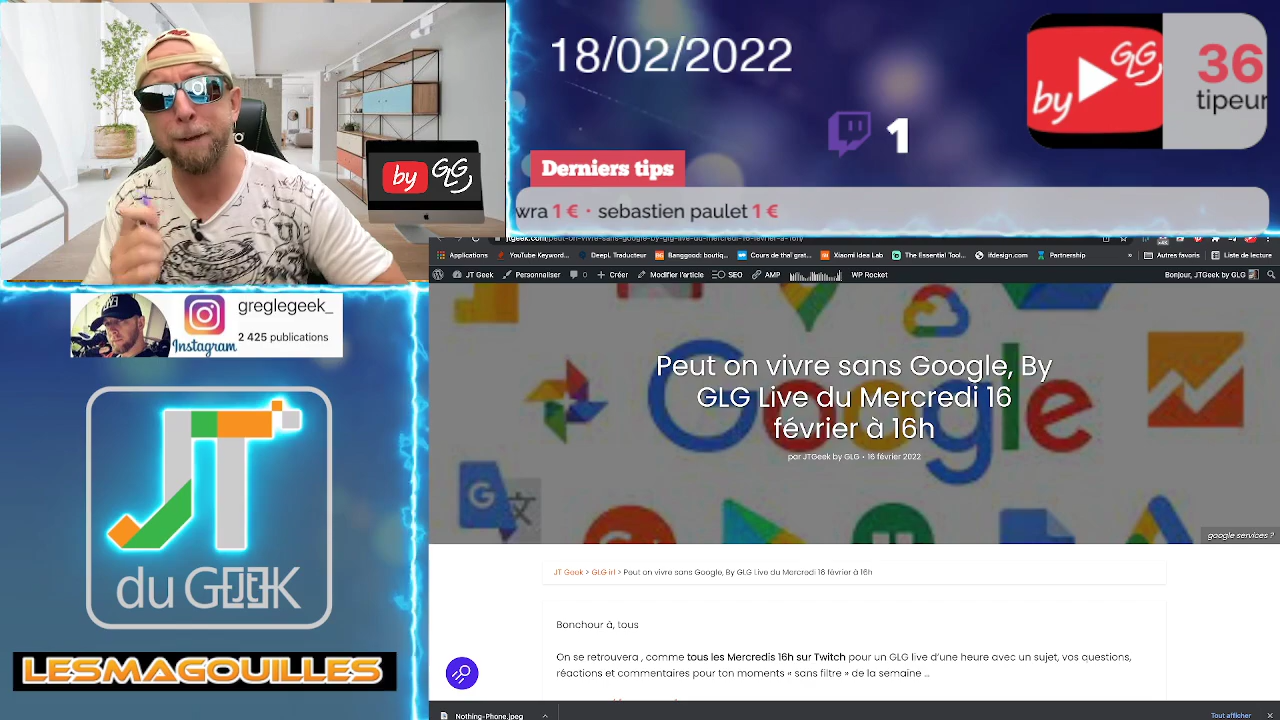 18/02/2022
1
by GLG
36
tipeur
Derniers tips
wra 1 € · sebastien paulet 1 €
by GLG
greglegeek_
Instagram
2 425 publications
JT
du GEEK
LESMAGOUILLES
Applications
YouTube Keyword...
DeepL Traducteur
Banggood: boutiq...
Cours de thaï grat...
Xiaomi Idea Lab
The Essential Tool...
ifdesign.com
Partnership
»
Autres favoris
Liste de lecture
JT Geek
Personnaliser
0
Créer
Modifier l'article
SEO
AMP
WP Rocket
Bonjour, JTGeek by GLG
Peut on vivre sans Google, By
GLG Live du Mercredi 16
février à 16h
par JTGeek by GLG • 16 février 2022
Google
google services ?
JT Geek > GLG irl > Peut on vivre sans Google, By GLG Live du Mercredi 16 février à 16h
Bonchour à, tous
On se retrouvera , comme tous les Mercredis 16h sur Twitch pour un GLG live d'une heure avec un sujet, vos questions,
réactions et commentaires pour ton moments « sans filtre » de la semaine ..
Nothing-Phone.jpeg
Tout afficher